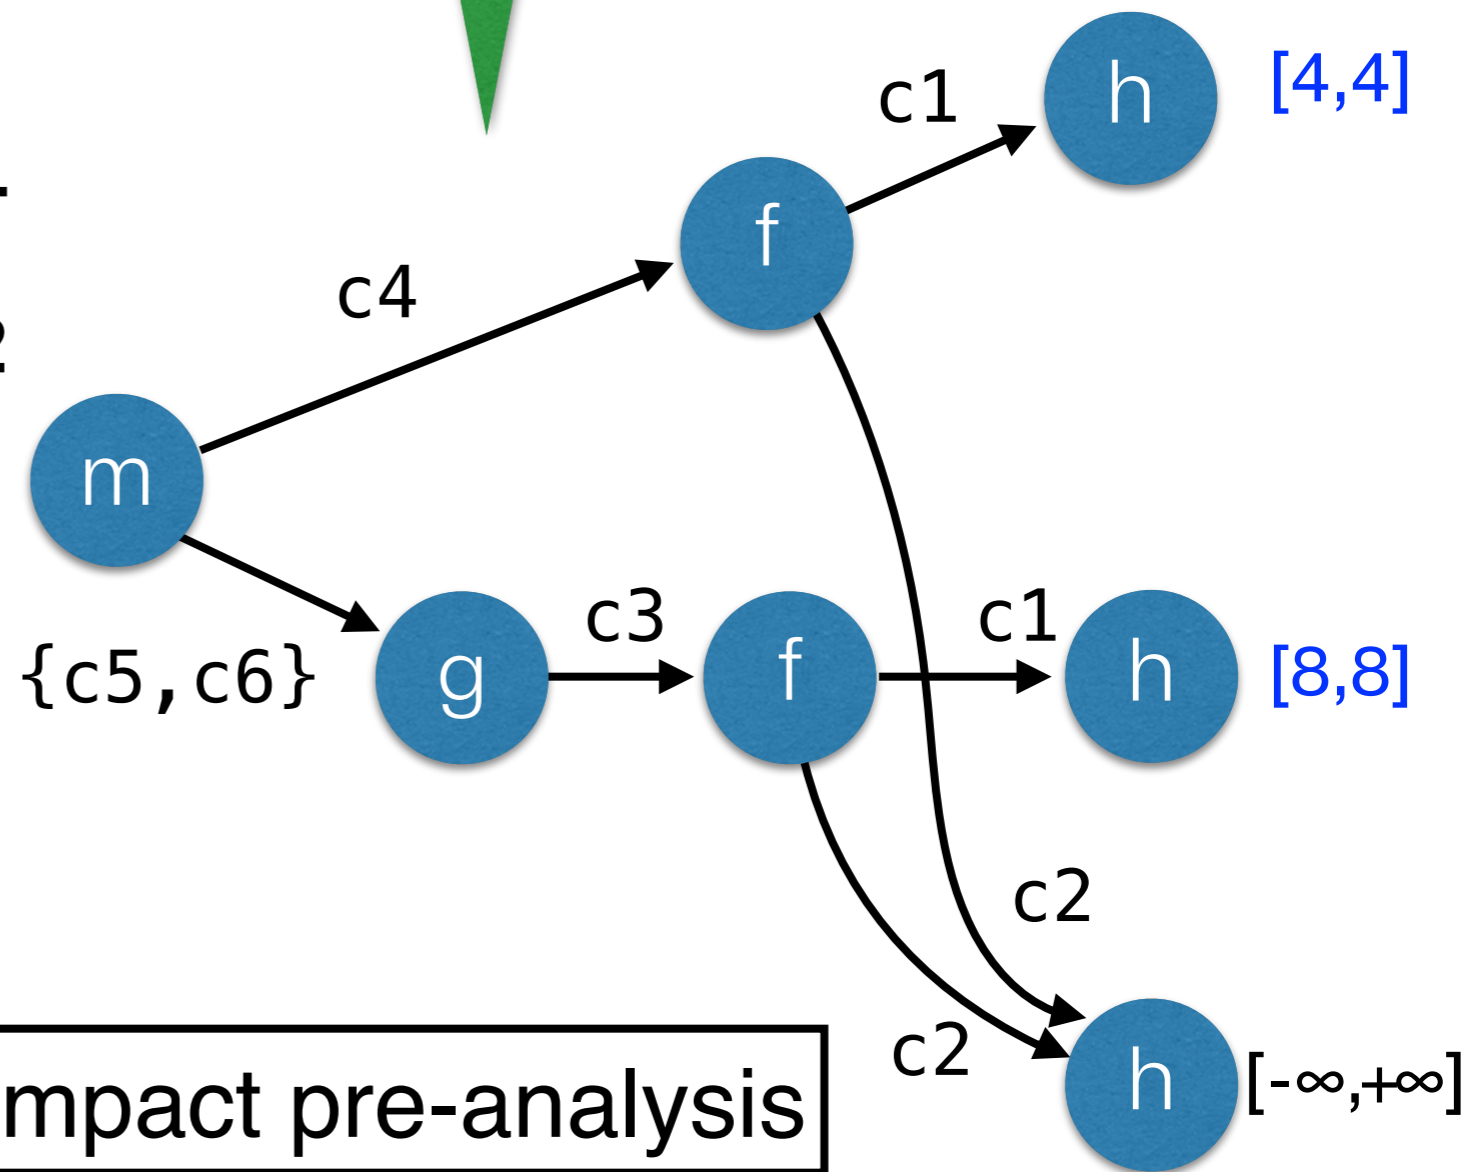 h [4,4]
c1
f
c4
m
{c5,c6}
g
c3
f
c1
h [8,8]
c2
c2
h [-∞,+∞]
mpact pre-analysis